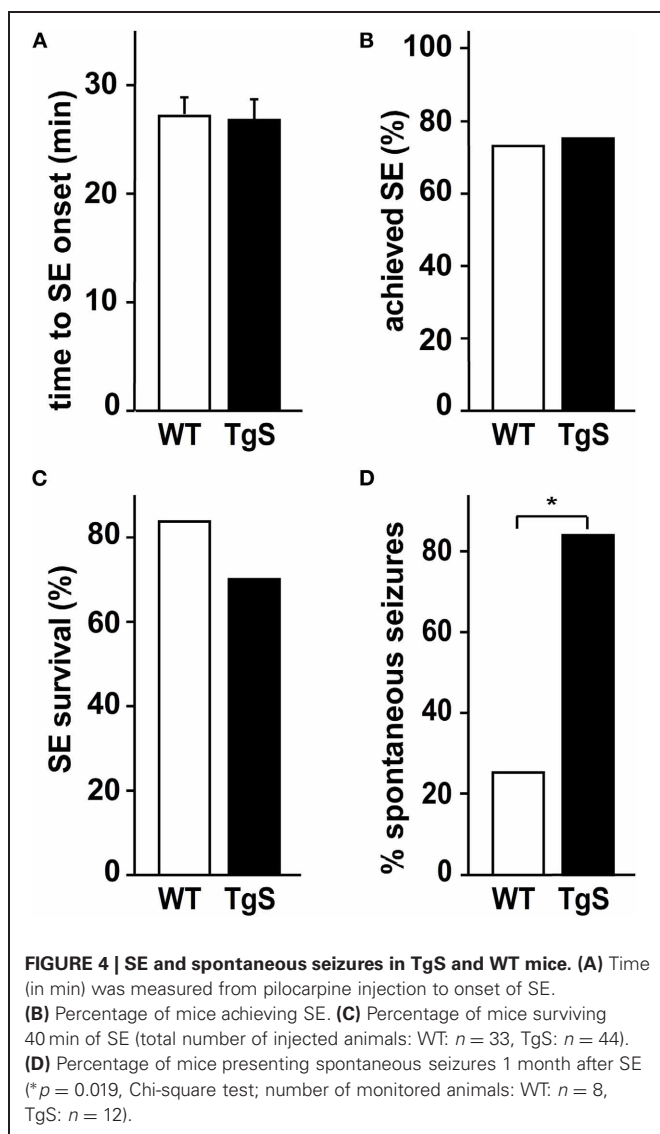 A
time to SE onset (min)
30
20
10
0
WT TgS
B
achieved SE (%)
100
80
60
40
20
0
WT TgS
C
SE survival (%)
80
60
40
20
0
WT TgS
D
% spontaneous seizures
80
60
40
20
0
*
WT TgS
FIGURE 4 | SE and spontaneous seizures in TgS and WT mice. (A) Time
(in min) was measured from pilocarpine injection to onset of SE.
(B) Percentage of mice achieving SE. (C) Percentage of mice surviving
40 min of SE (total number of injected animals: WT: n = 33, TgS: n = 44).
(D) Percentage of mice presenting spontaneous seizures 1 month after SE
(*p = 0.019, Chi-square test; number of monitored animals: WT: n = 8,
TgS: n = 12).